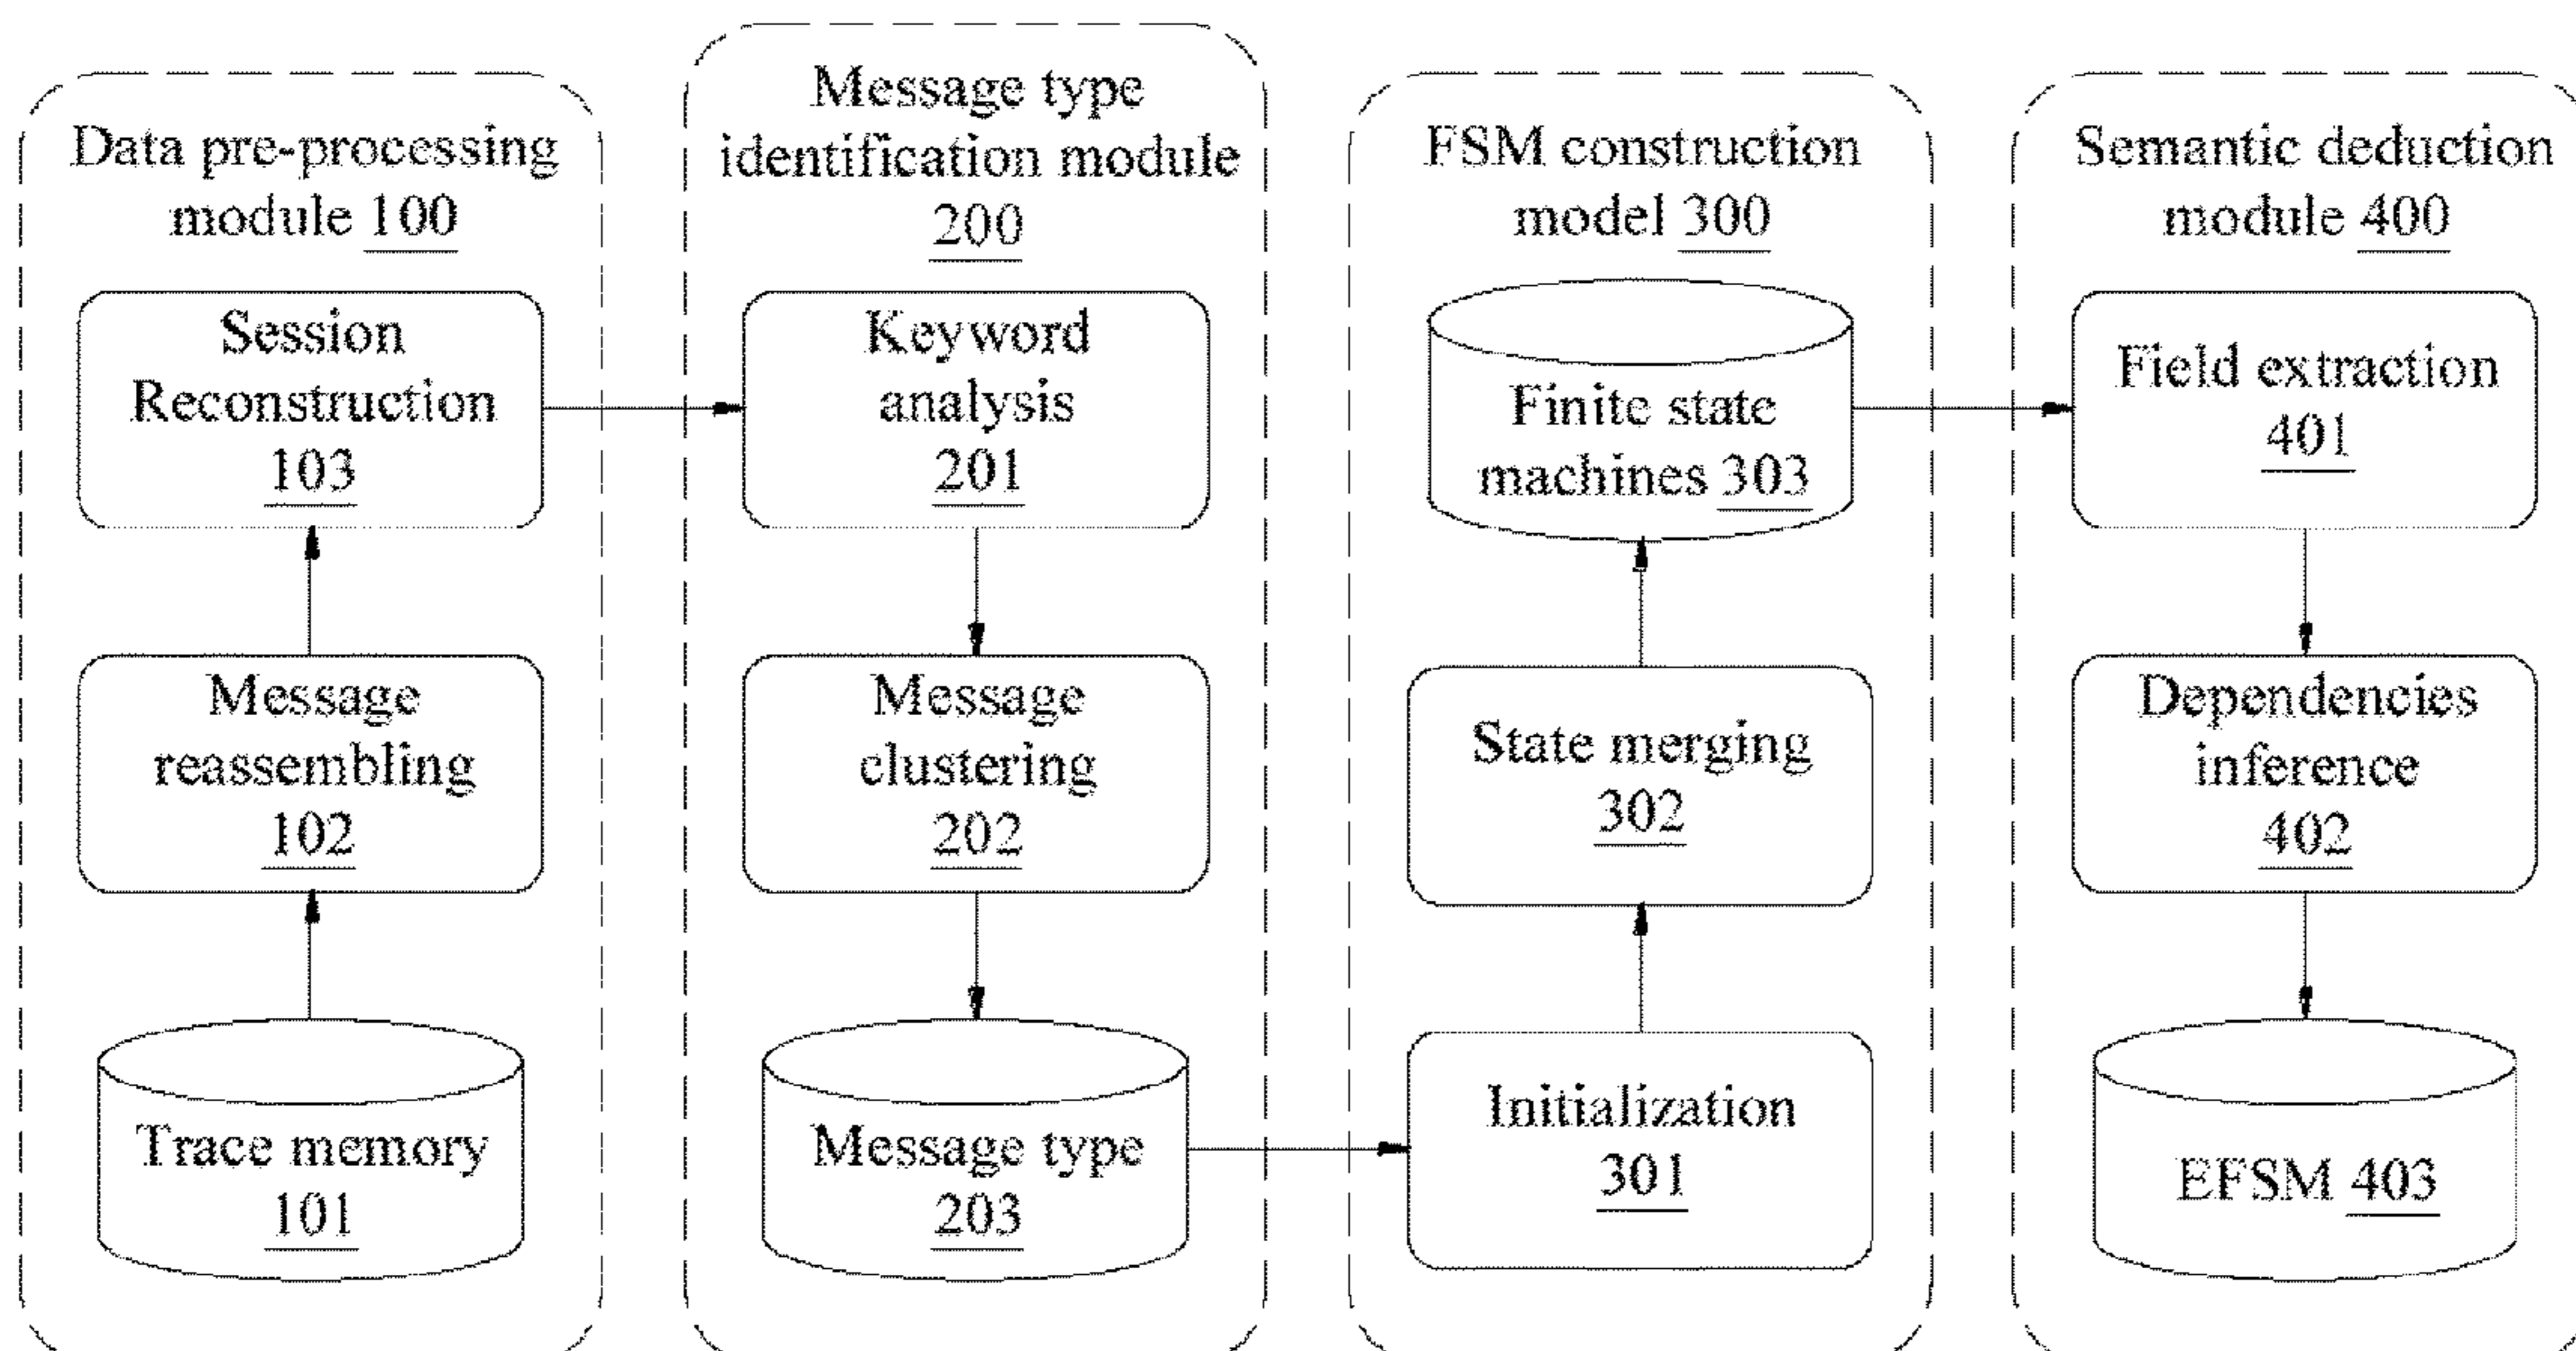 Data pre-processing
module 100
Session
Reconstruction
103
Message
reassembling
102
Trace memory
101
Message type
identification module
200
Keyword
analysis
201
Message
clustering
202
Message type
203
FSM construction
model 300
Finite state
machines 303
State merging
302
Initialization
301
Semantic deduction
module 400
Field extraction
401
Dependencies
inference
402
EFSM 403